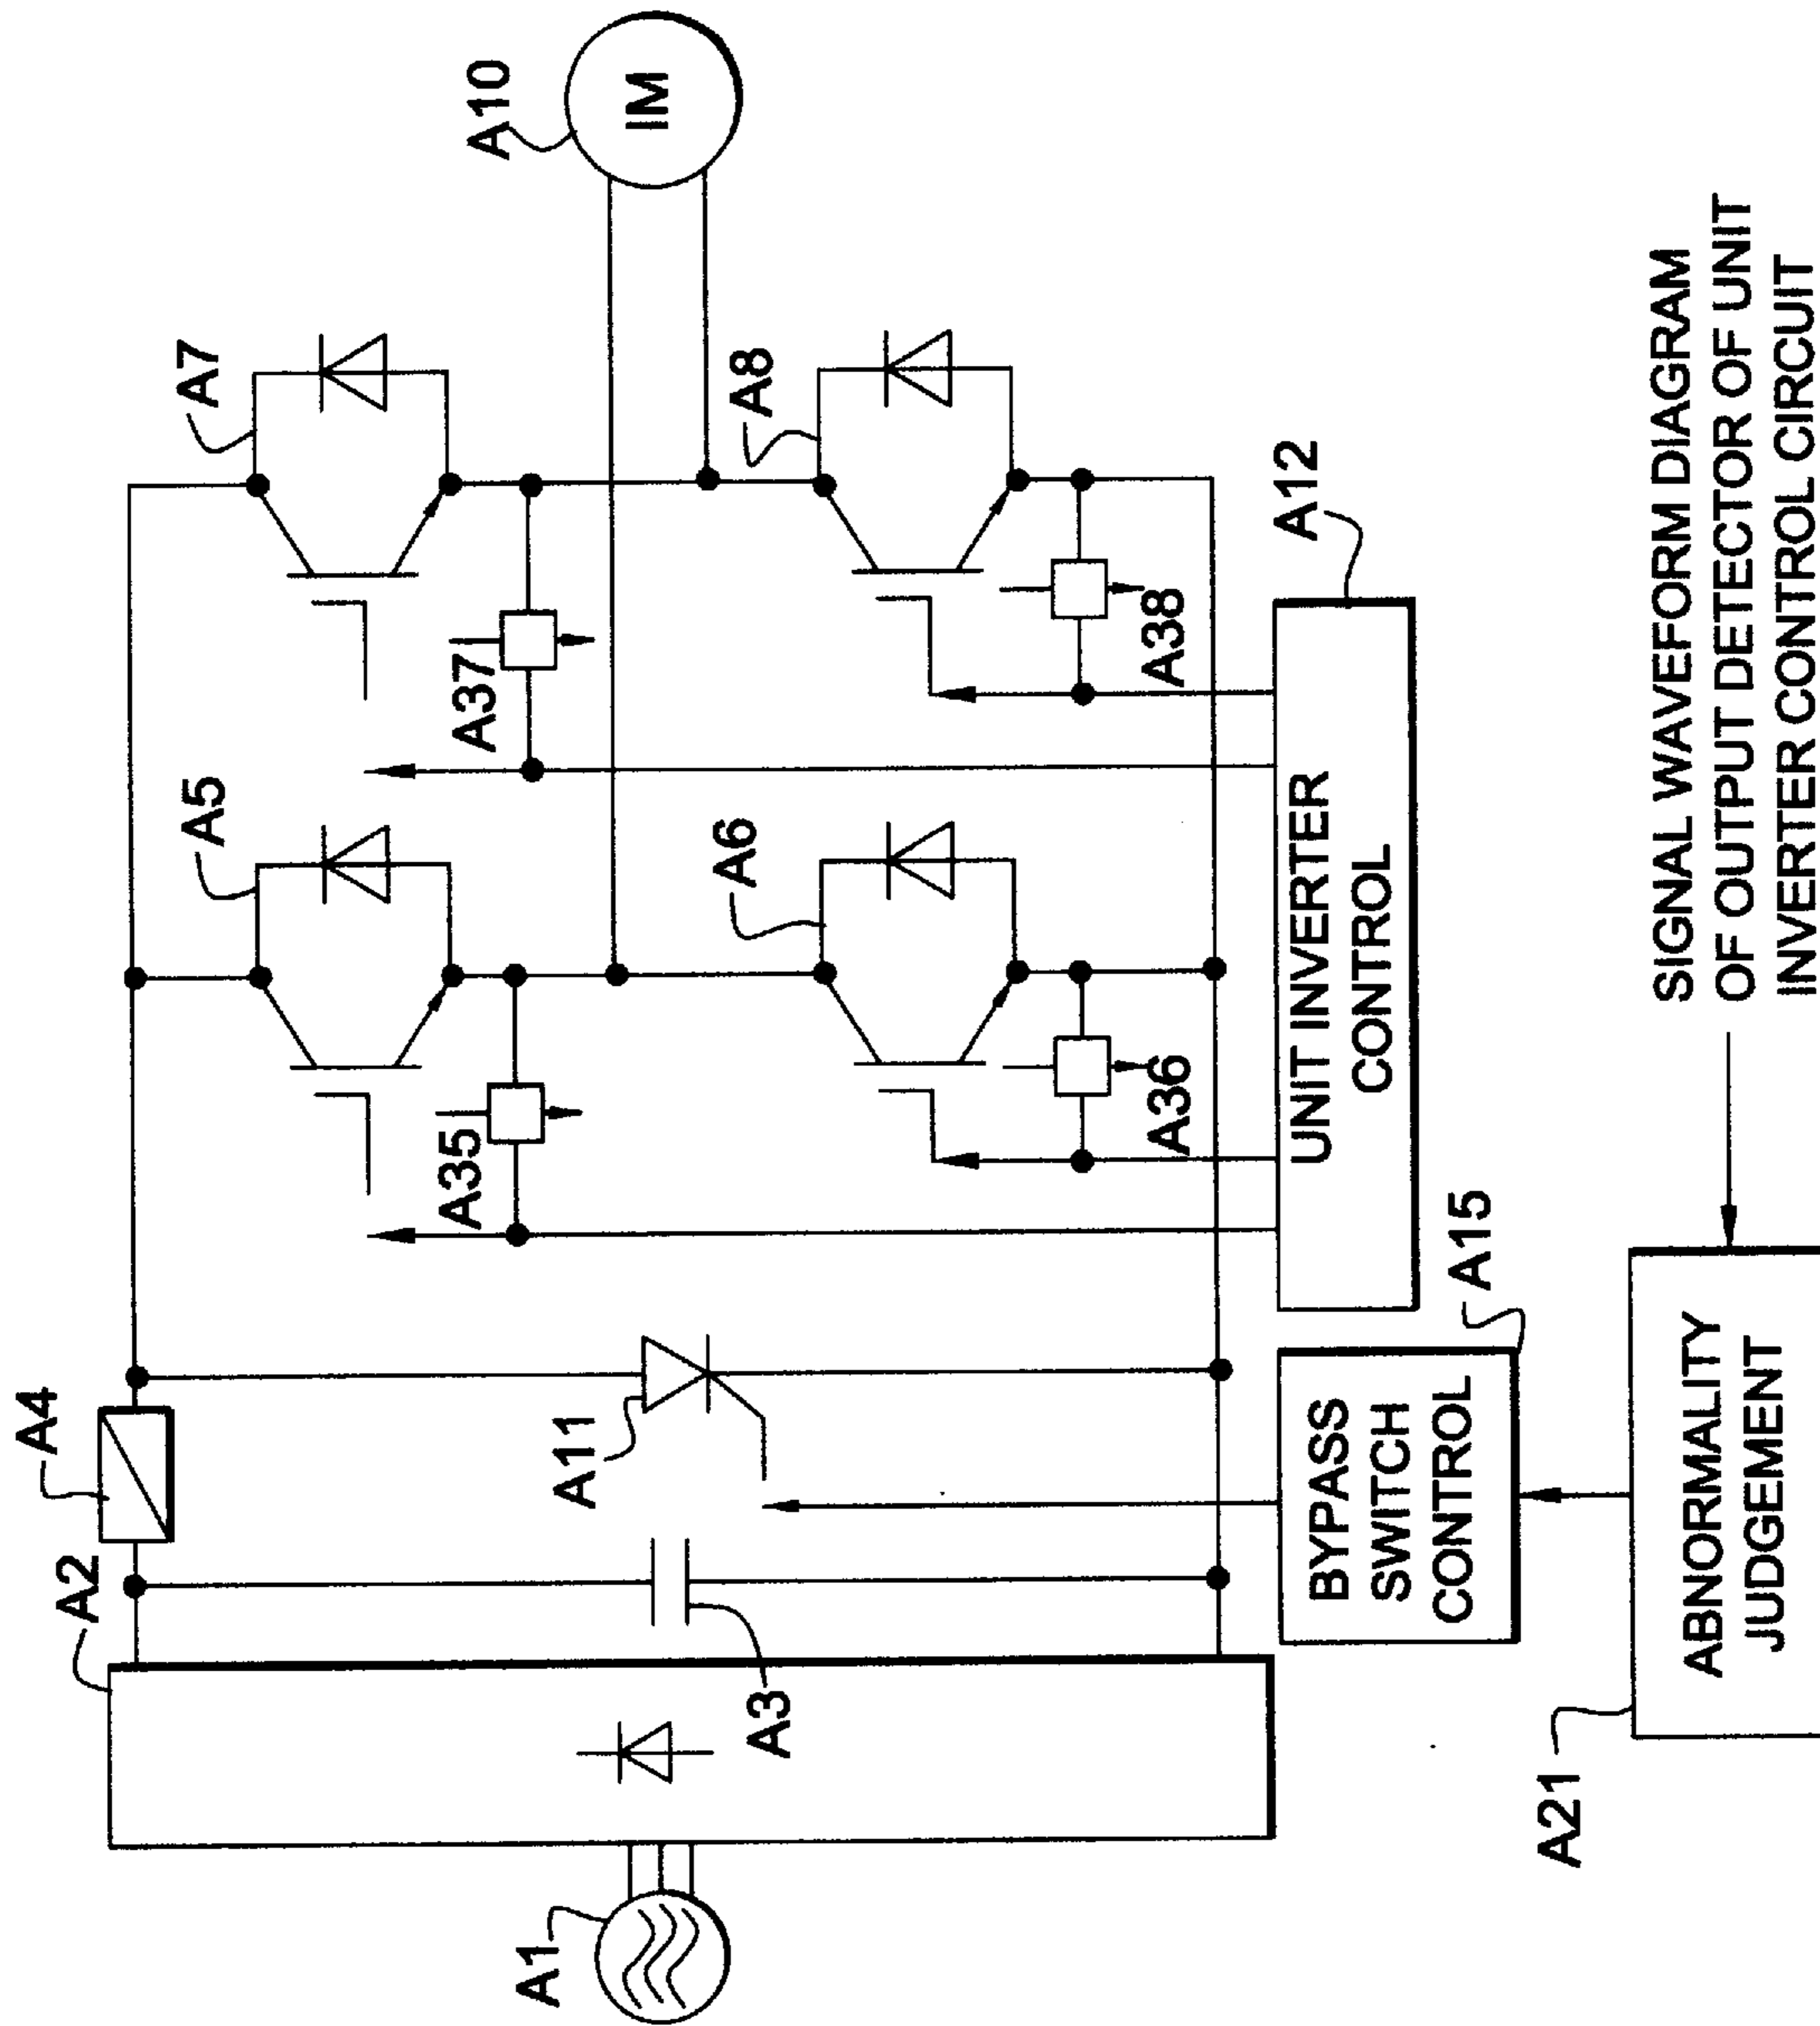 A1
A2
A3
A4
A11
A5
A7
A10
IM
A35
A37
A6
A8
A36
A38
A12
UNIT INVERTER
CONTROL
BYPASS
SWITCH
CONTROL
A15
A21
ABNORMALITY
JUDGEMENT
SIGNAL WAVEFORM DIAGRAM
OF OUTPUT DETECTOR OF UNIT
INVERTER CONTROL CIRCUIT